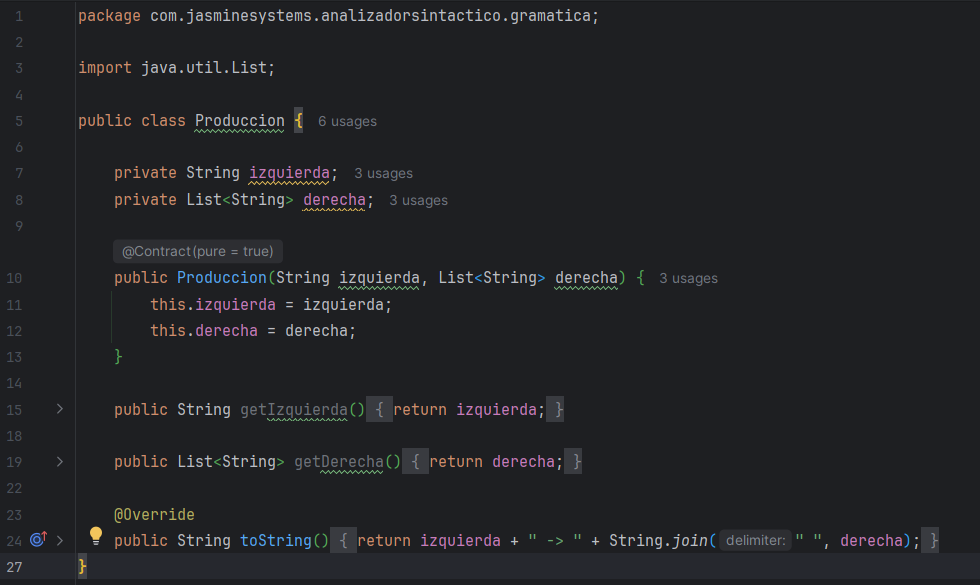 1 package com.jasminesystems.analizadorsintactico.gramatica;
2
3 import java.util.List;
4
5 public class Produccion { 6 usages
6
7 private String izquierda; 3 usages
8 private List<String> derecha; 3 usages
9
@Contract(pure = true)
10 public Produccion(String izquierda, List<String> derecha) { 3 usages
11 this.izquierda = izquierda;
12 this.derecha = derecha;
13 }
14
15 public String getIzquierda() { return izquierda; }
18
19 public List<String> getDerecha() { return derecha; }
22
23 @Override
24 public String toString() { return izquierda + " -> " + String.join( delimiter: " ", derecha); }
27 }